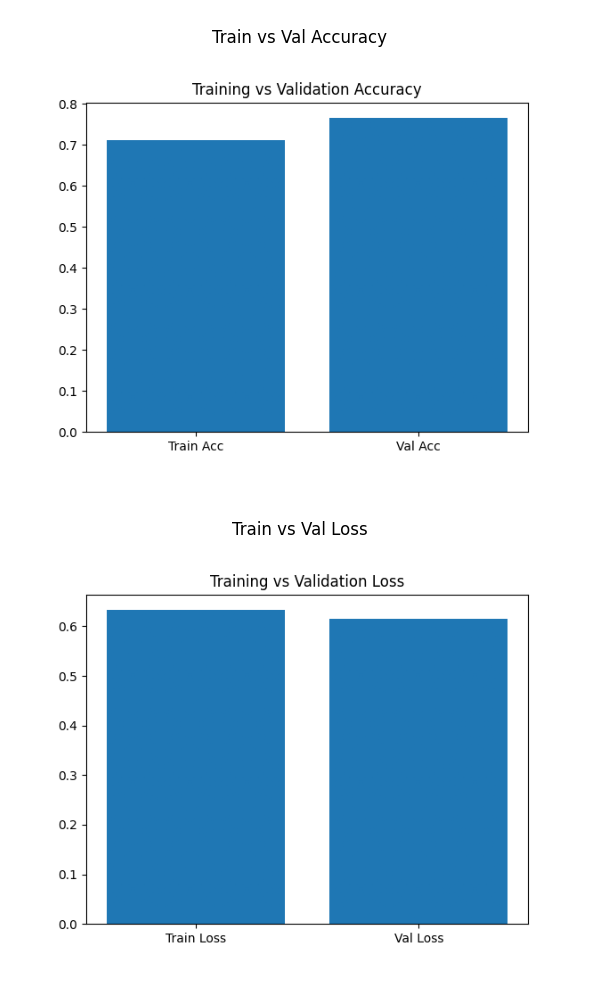 Train vs Val Accuracy
Training vs Validation Accuracy
0.8
0.7
0.6
0.5
0.4
0.3
0.2
0.1
0.0
Train Acc Val Acc
Train vs Val Loss
Training vs Validation Loss
0.6
0.5
0.4
0.3
0.2
0.1
0.0
Train Loss Val Loss